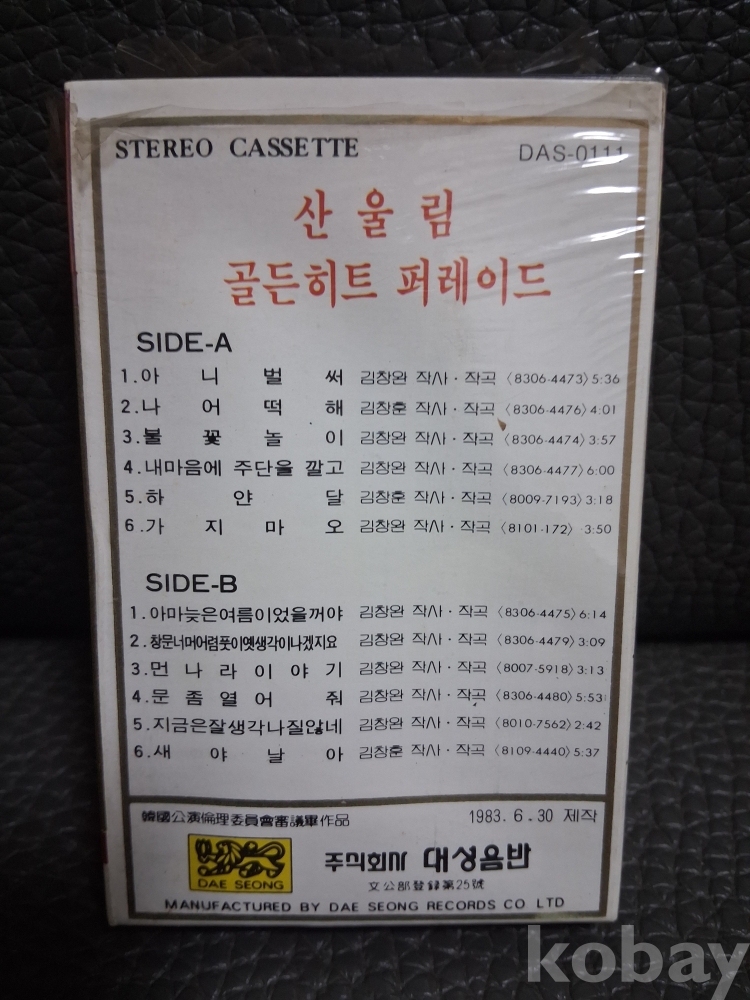 STEREO CASSETTE DAS-0111
산울림
골든히트 퍼레이드
SIDE-A
1.아니벌써 김창완 작사·작곡 〈8306-4473〉5:36
2.나어떡해 김창훈 작사·작곡 〈8306-4476〉4:01
3.불꽃놀이 김창완 작사·작곡 〈8306-4474〉3:57
4.내마음에 주단을 깔고 김창완 작사·작곡 〈8306-4477〉6:00
5.하얀달 김창훈 작사·작곡 〈8009-7193〉3:18
6.가지마오 김창완 작사·작곡 〈8101-172〉 3:50
SIDE-B
1.아마늦은여름이었을꺼야 김창완 작사·작곡 〈8306-4475〉6:14
2.창문너머어렴풋이옛생각이나겠지요 김창완 작사·작곡 〈8306-4479〉3:09
3.먼나라이야기 김창완 작사·작곡 〈8007-5918〉3:13
4.문좀열어줘 김창완 작사·작곡 〈8306-4480〉5:53
5.지금은잘생각나질않네 김창완 작사·작곡 〈8010-7562〉2:42
6.새야날아 김창훈 작사·작곡 〈8109-4440〉5:37
韓國公演倫理委員會審議畢作品 1983. 6. 30 제작
DAE SEONG
주식회사 대성음반
文公部登錄第25號
MANUFACTURED BY DAE SEONG RECORDS CO LTD
kobay